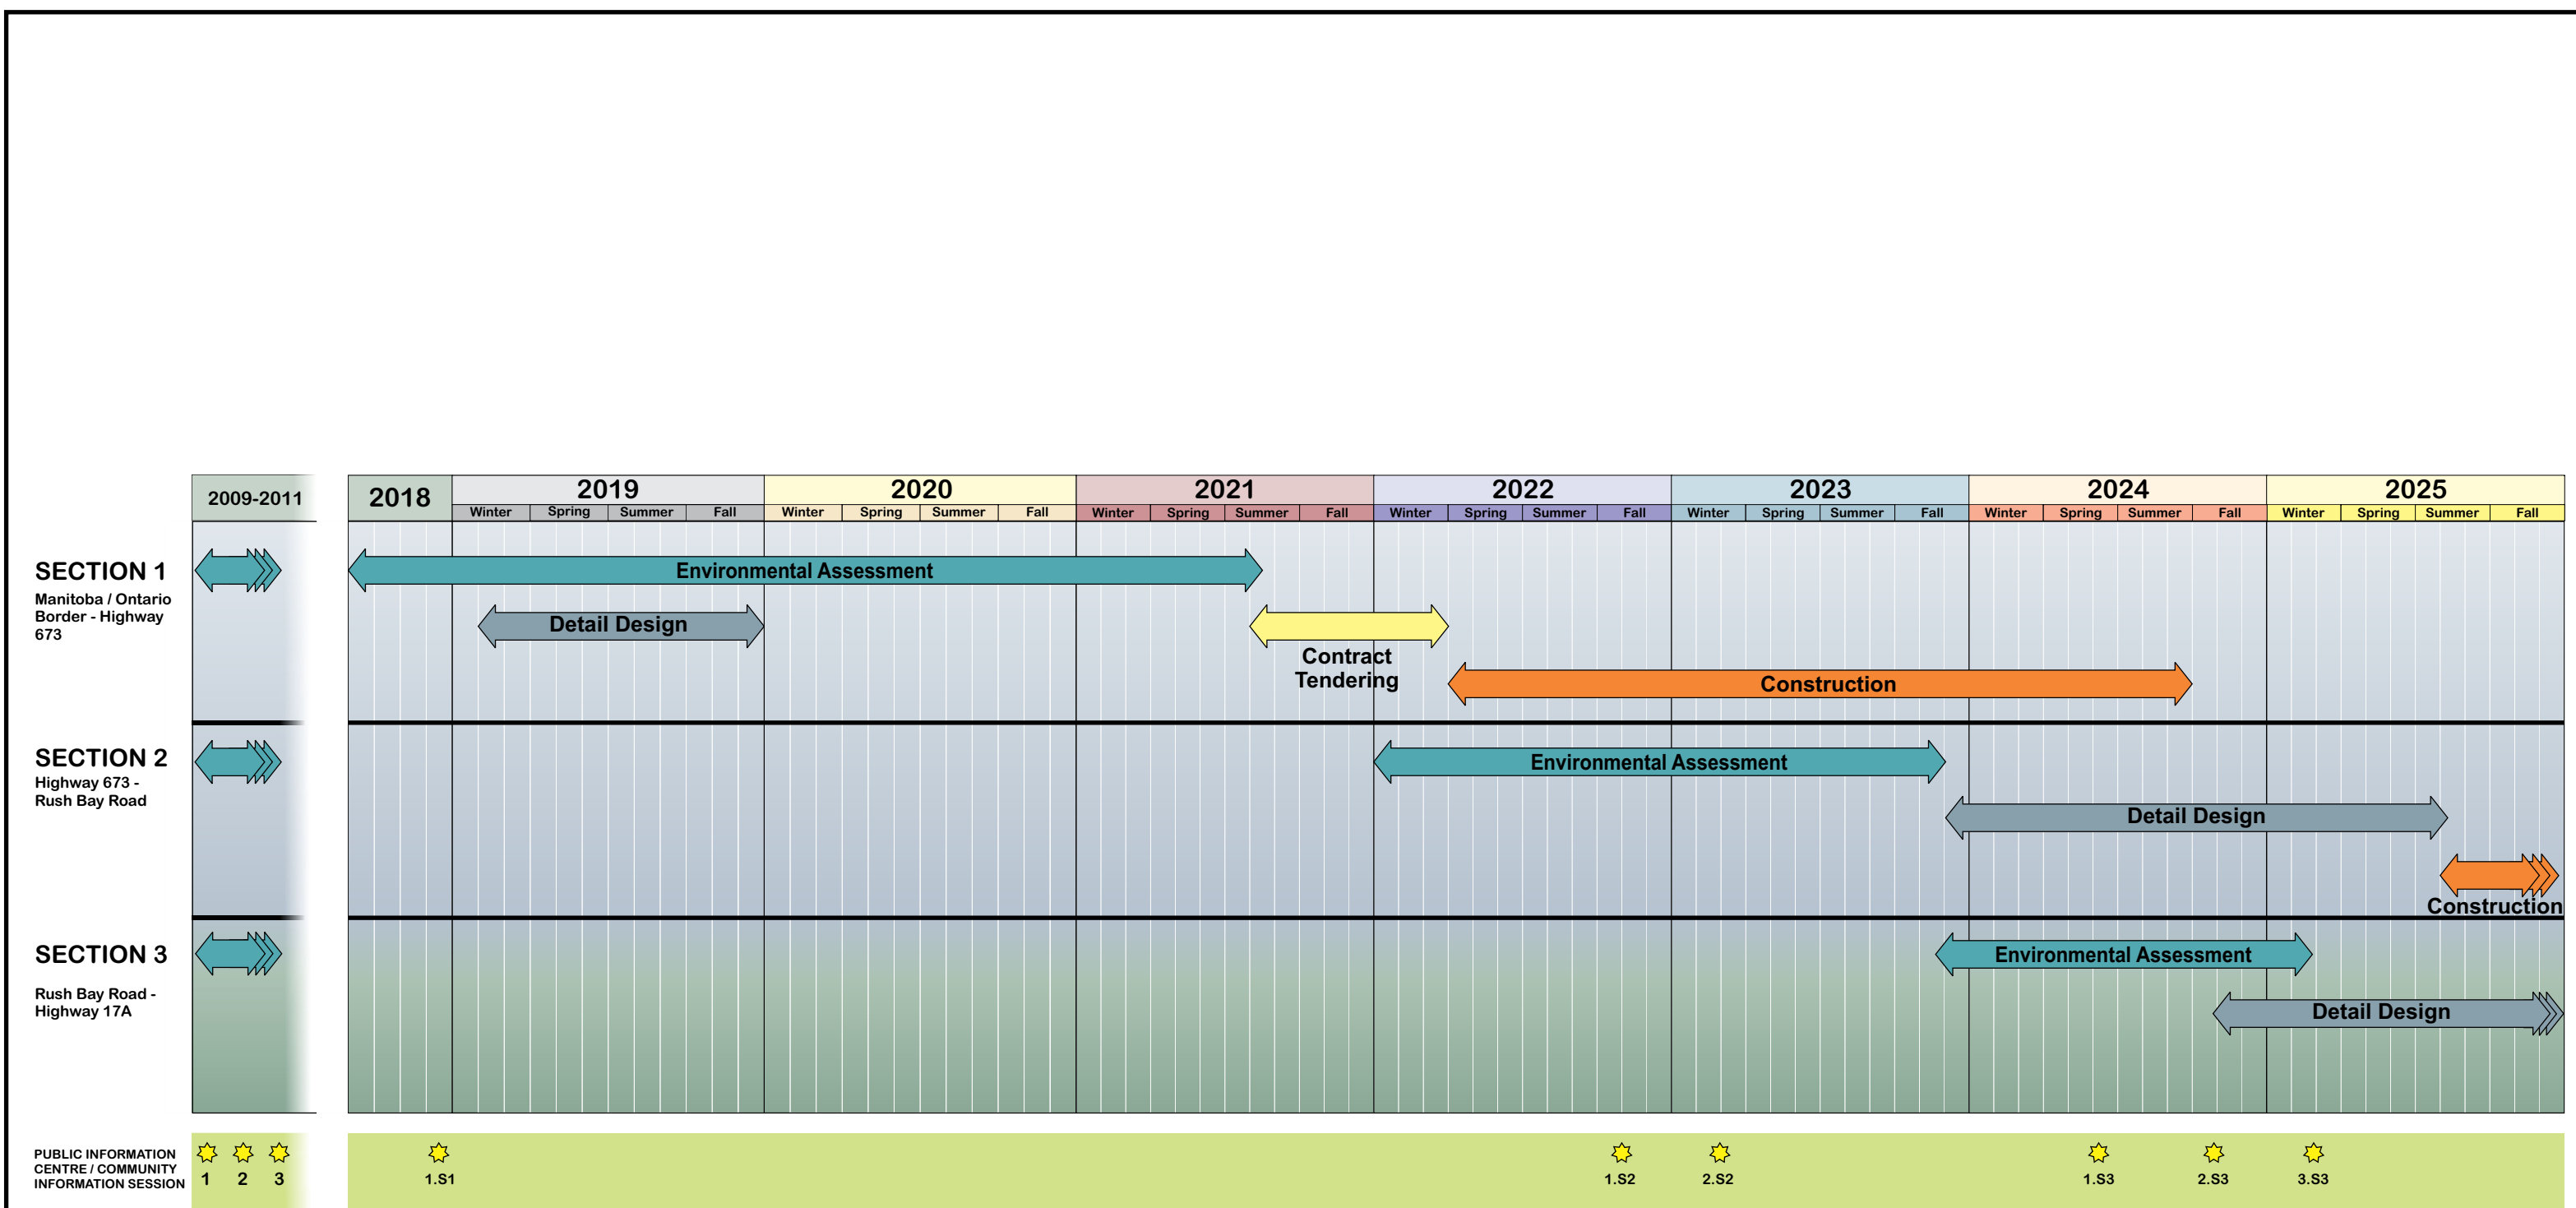 2009-2011
2018
2019
2020
2021
2022
2023
2024
2025
Winter Spring Summer Fall Winter Spring Summer Fall Winter Spring Summer Fall Winter Spring Summer Fall Winter Spring Summer Fall Winter Spring Summer Fall Winter Spring Summer Fall
SECTION 1
Manitoba / Ontario
Border - Highway
673
Environmental Assessment
Detail Design
Contract
Tendering
Construction
SECTION 2
Highway 673 -
Rush Bay Road
Environmental Assessment
Detail Design
Construction
SECTION 3
Rush Bay Road -
Highway 17A
Environmental Assessment
Detail Design
PUBLIC INFORMATION
CENTRE / COMMUNITY
INFORMATION SESSION
1 2 3 1.S1 1.S2 2.S2 1.S3 2.S3 3.S3